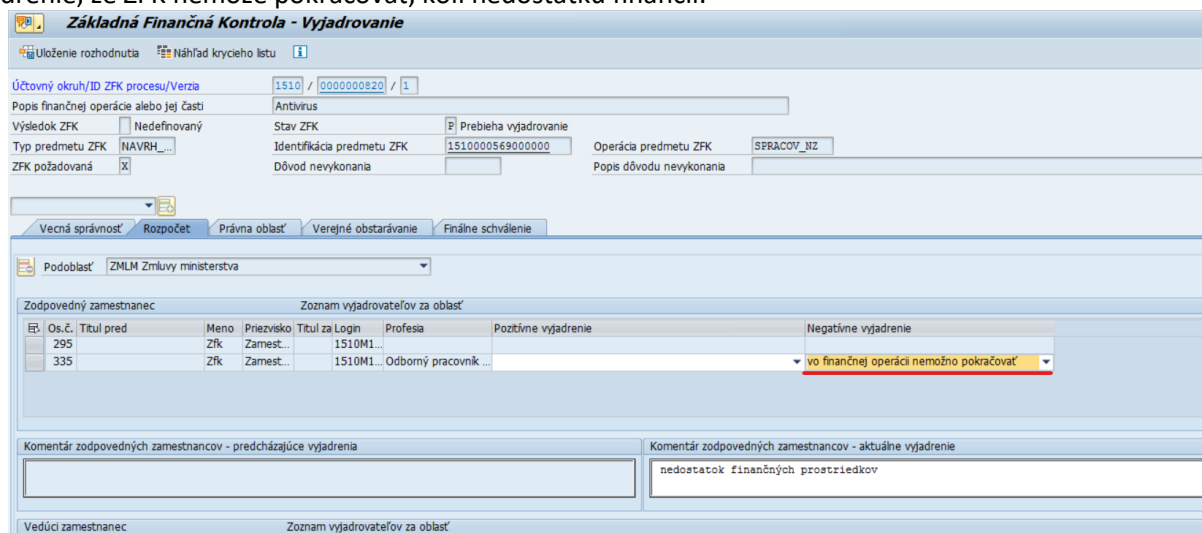 drenie, že ZFK nemôže pokračovať, kôli nedostatku financií.
Základná Finančná Kontrola - Vyjadrovanie
Uloženie rozhodnutia Náhľad krycieho listu
Účtovný okruh/ID ZFK procesu/Verzia 1510 / 0000000820 / 1
Popis finančnej operácie alebo jej časti Antivirus
Výsledok ZFK Nedefinovaný Stav ZFK P Prebieha vyjadrovanie
Typ predmetu ZFK NAVRH_... Identifikácia predmetu ZFK 1510000569000000 Operácia predmetu ZFK SPRACOV_NZ
ZFK požadovaná X Dôvod nevykonania Popis dôvodu nevykonania
Vecná správnosť Rozpočet Právna oblasť Verejné obstarávanie Finálne schválenie
Podoblasť ZMLM Zmluvy ministerstva
Zodpovedný zamestnanec Zoznam vyjadrovateľov za oblasť
Os.č. Titul pred Meno Priezvisko Titul za Login Profesia Pozitívne vyjadrenie Negatívne vyjadrenie
295 Zfk Zamest... 1510M1...
335 Zfk Zamest... 1510M1... Odborný pracovník ... vo finančnej operácii nemožno pokračovať
Komentár zodpovedných zamestnancov - predchádzajúce vyjadrenia Komentár zodpovedných zamestnancov - aktuálne vyjadrenie
nedostatok finančných prostriedkov
Vedúci zamestnanec Zoznam vyjadrovateľov za oblasť